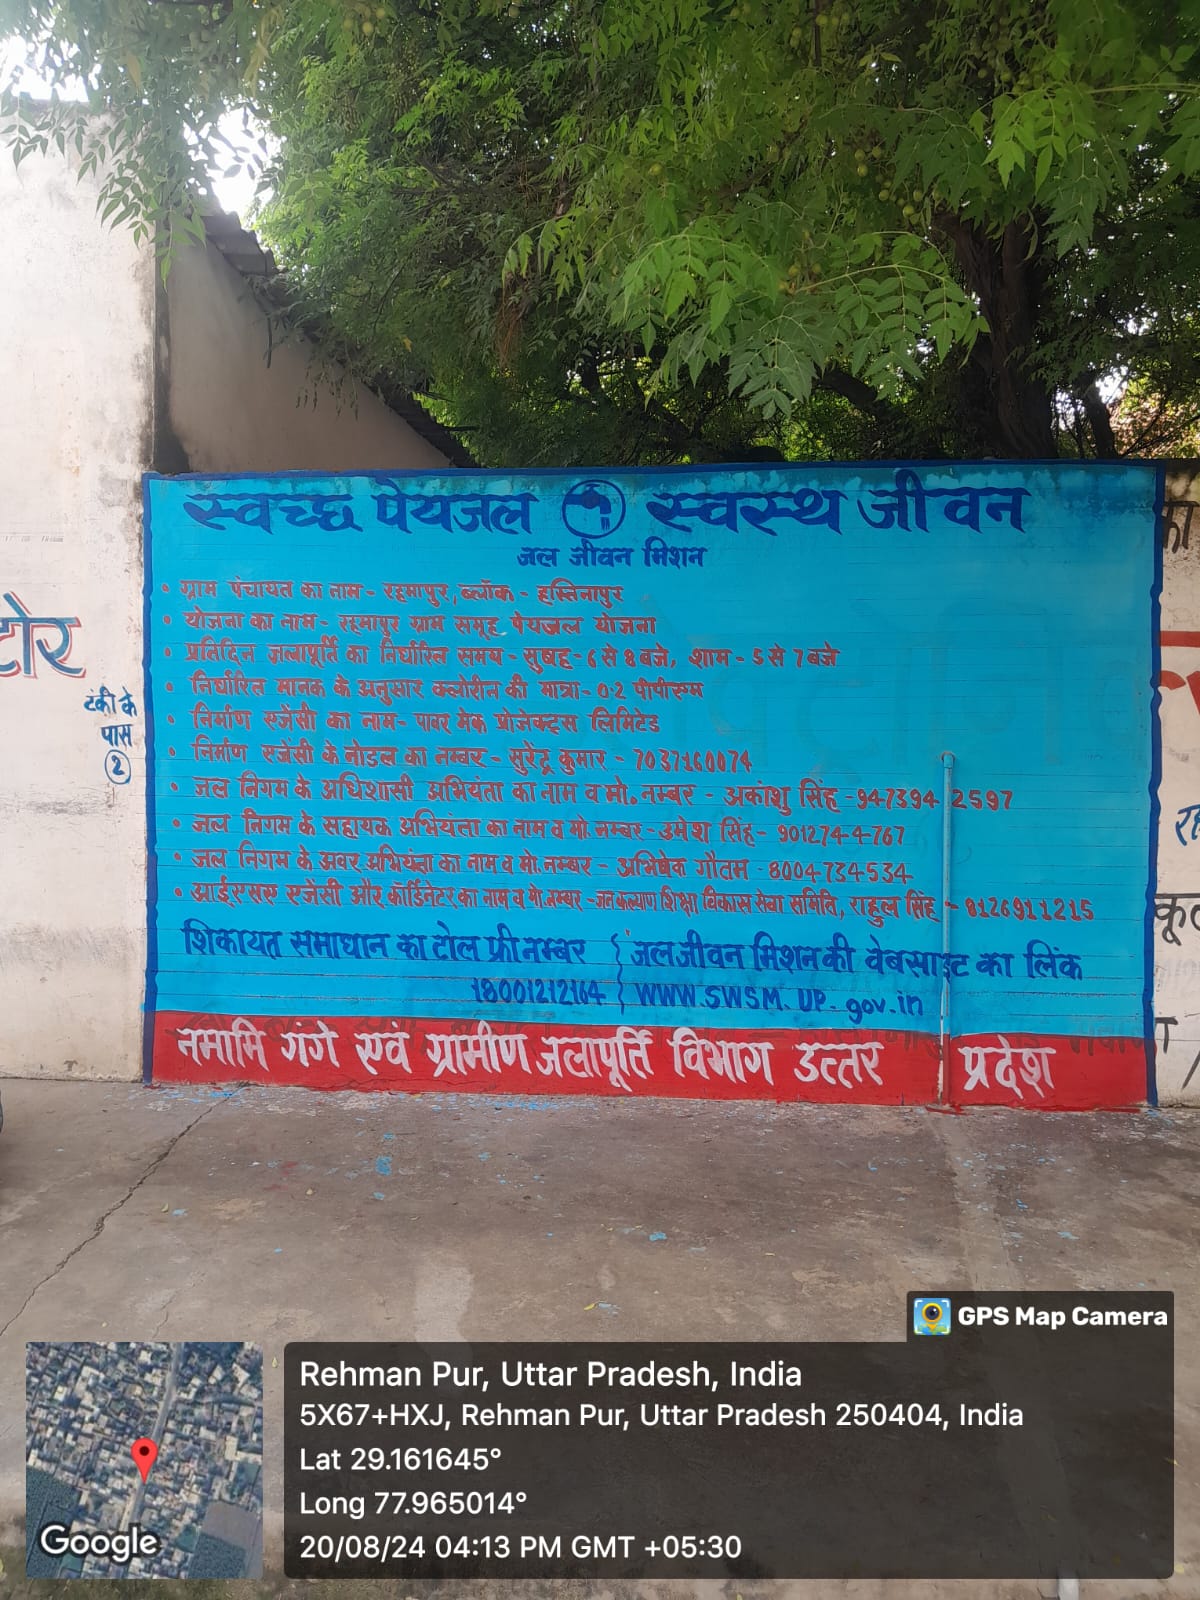 स्वच्छ पेयजल स्वस्थ जीवन
जल जीवन मिशन
• ग्राम पंचायत का नाम - रहमापुर, ब्लॉक - हस्तिनापुर
• योजना का नाम - रहमापुर ग्राम समूह पेयजल योजना
• प्रतिदिन जलापूर्ति का निर्धारित समय - सुबह - 6 से 8 बजे, शाम - 5 से 7 बजे
• निर्धारित मानक के अनुसार क्लोरीन की मात्रा - 0.2 पीपीएम
• निर्माण एजेंसी का नाम - पावर मेक प्रोजेक्ट्स लिमिटेड
• निर्माण एजेंसी के नोडल का नम्बर - सुरेंद्र कुमार - 7037160074
• जल निगम के अधिशासी अभियंता का नाम व मो. नम्बर - अकांशु सिंह - 9473942597
• जल निगम के सहायक अभियंता का नाम व मो. नम्बर - उमेश सिंह - 9012744767
• जल निगम के अवर अभियंता का नाम व मो. नम्बर - अभिषेक गौतम - 8004734534
• आईएसए एजेंसी और कॉर्डिनेटर का नाम व मो. नम्बर - जन कल्याण शिक्षा विकास सेवा समिति, राहुल सिंह - 8126911215
शिकायत समाधान का टोल फ्री नम्बर
18001212164
जल जीवन मिशन की वेबसाइट का लिंक
WWW.SWSM.UP.gov.in
नमामि गंगे एवं ग्रामीण जलापूर्ति विभाग उत्तर प्रदेश
टोर
टंकी के
पास
2
GPS Map Camera
Rehman Pur, Uttar Pradesh, India
5X67+HXJ, Rehman Pur, Uttar Pradesh 250404, India
Lat 29.161645°
Long 77.965014°
20/08/24 04:13 PM GMT +05:30
Google